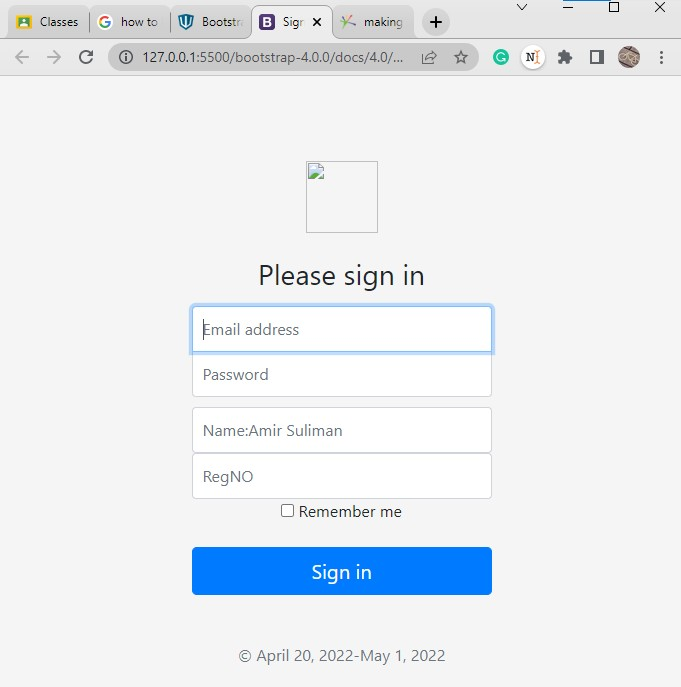 Classes
how to
Bootstra
Sign
making
127.0.0.1:5500/bootstrap-4.0.0/docs/4.0/...
Please sign in
Email address
Password
Name:Amir Suliman
RegNO
Remember me
Sign in
© April 20, 2022-May 1, 2022